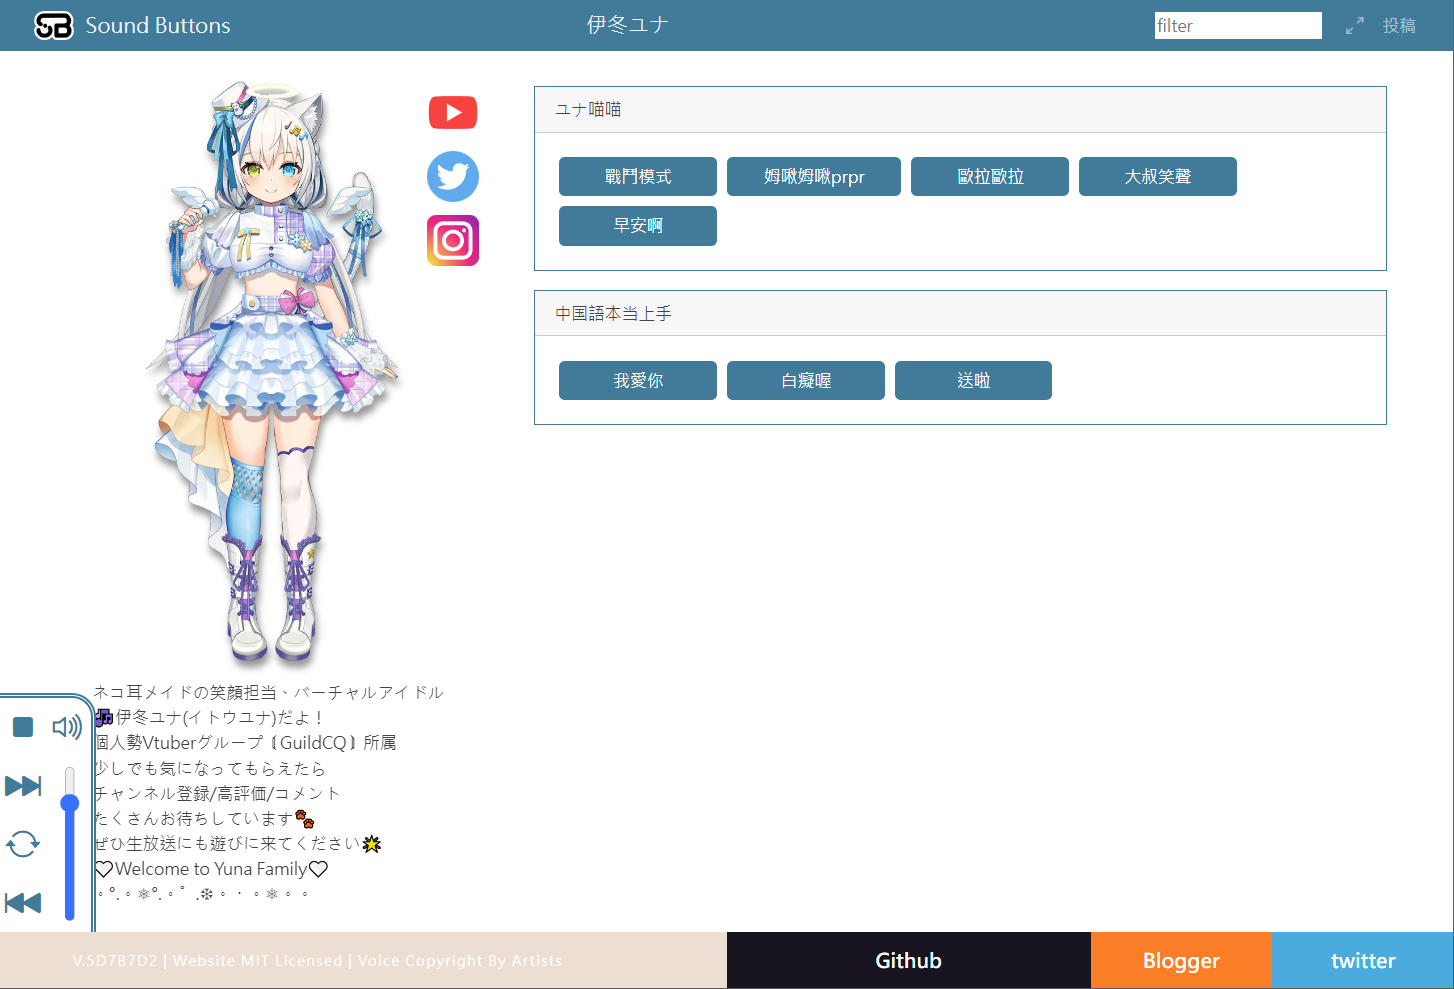 SB Sound Buttons
伊冬ユナ
filter
投稿
ユナ喵喵
戰鬥模式
姆啾姆啾prpr
歐拉歐拉
大叔笑聲
早安啊
中国語本当上手
我愛你
白癡喔
送啦
ネコ耳メイドの笑顔担当、バーチャルアイドル
🎶伊冬ユナ(イトウユナ)だよ！
個人勢Vtuberグループ〘GuildCQ〙所属
少しでも気になってもらえたら
チャンネル登録/高評価/コメント
たくさんお待ちしています🐾
ぜひ生放送にも遊びに来てください🌟
♡Welcome to Yuna Family♡
V.5D7B7D2 | Website MIT Licensed | Voice Copyright By Artists
Github
Blogger
twitter